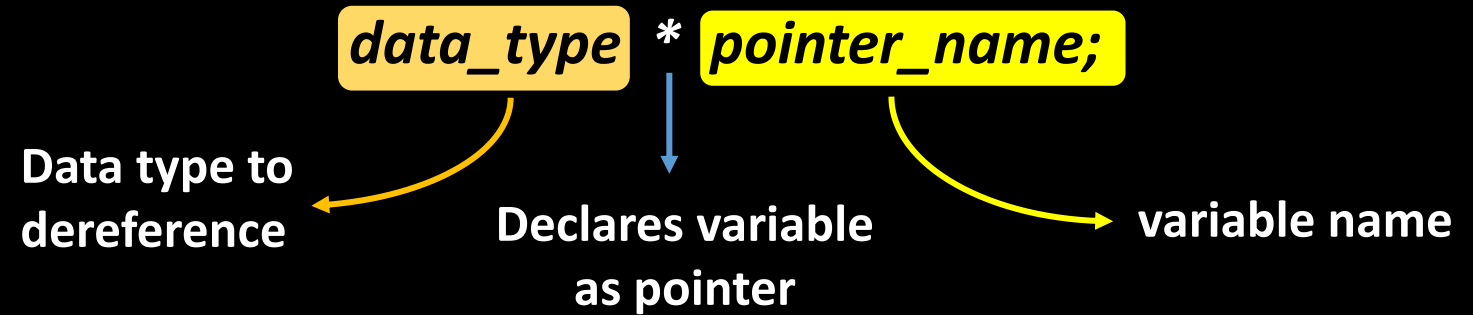 data_type * pointer_name;
Data type to
dereference
Declares variable
as pointer
variable name